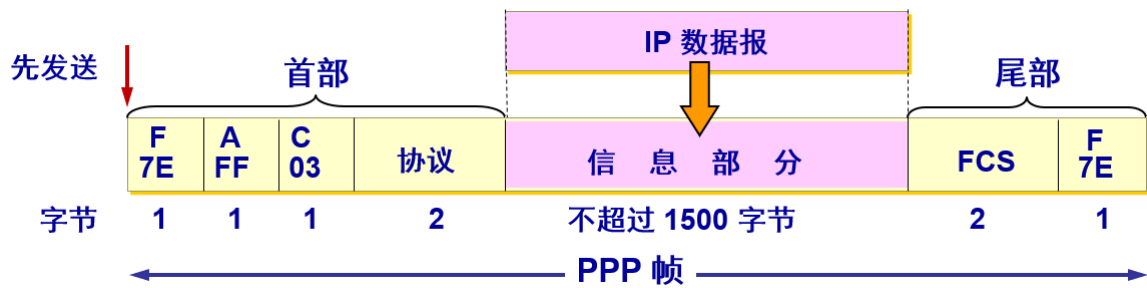 IP 数据报
先发送
首部
尾部
F
7E
A
FF
C
03
协议
信 息 部 分
FCS
F
7E
字节
1
1
1
2
不超过 1500 字节
2
1
PPP 帧